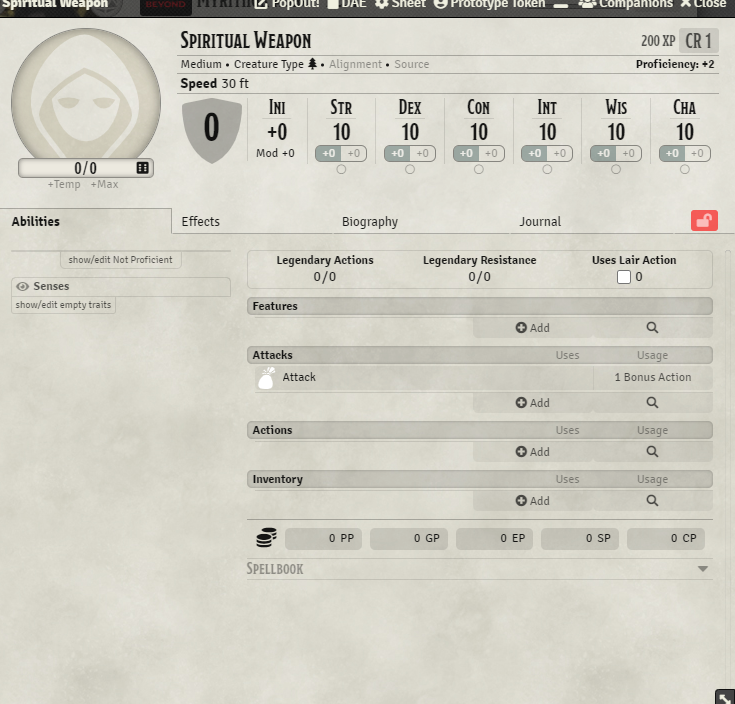 Spiritual Weapon PopOut! DAE Sheet Prototype Token Companions Close
BEYOND
SPIRITUAL WEAPON 200 XP CR 1
Medium • Creature Type • Alignment • Source Proficiency: +2
Speed 30 ft
0
INI STR DEX CON INT WIS CHA
+0 10 10 10 10 10 10
Mod +0 +0 +0 +0 +0 +0 +0 +0 +0 +0 +0 +0 +0
0/0
+Temp +Max
Abilities Effects Biography Journal
show/edit Not Proficient
Senses
show/edit empty traits
Legendary Actions Legendary Resistance Uses Lair Action
0/0 0/0 0
Features
Add
Attacks Uses Usage
Attack 1 Bonus Action
Add
Actions Uses Usage
Add
Inventory Uses Usage
Add
0 PP 0 GP 0 EP 0 SP 0 CP
SPELLBOOK